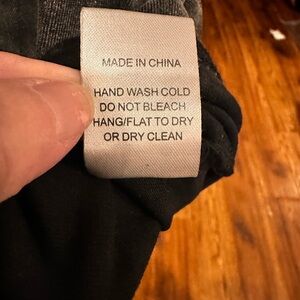 MADE IN CHINA
HAND WASH COLD
DO NOT BLEACH
HANG/FLAT TO DRY
OR DRY CLEAN